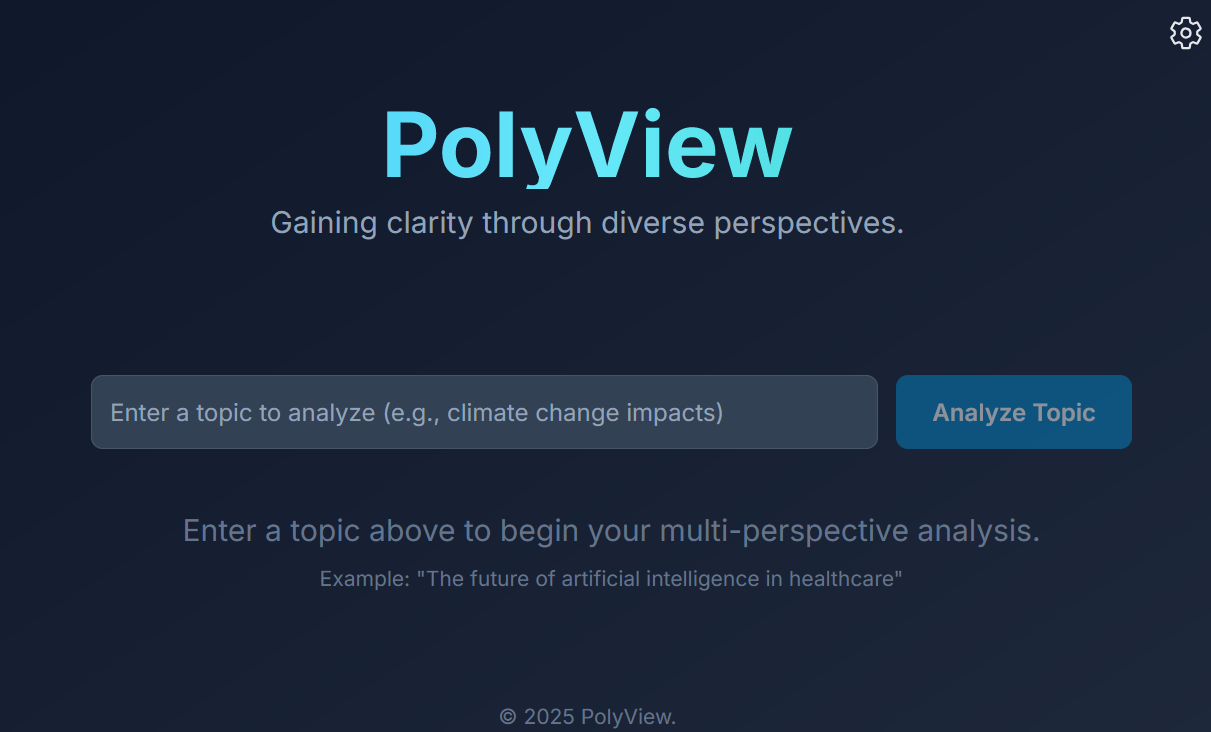 PolyView
Gaining clarity through diverse perspectives.
Enter a topic to analyze (e.g., climate change impacts)
Analyze Topic
Enter a topic above to begin your multi-perspective analysis.
Example: "The future of artificial intelligence in healthcare"
© 2025 PolyView.